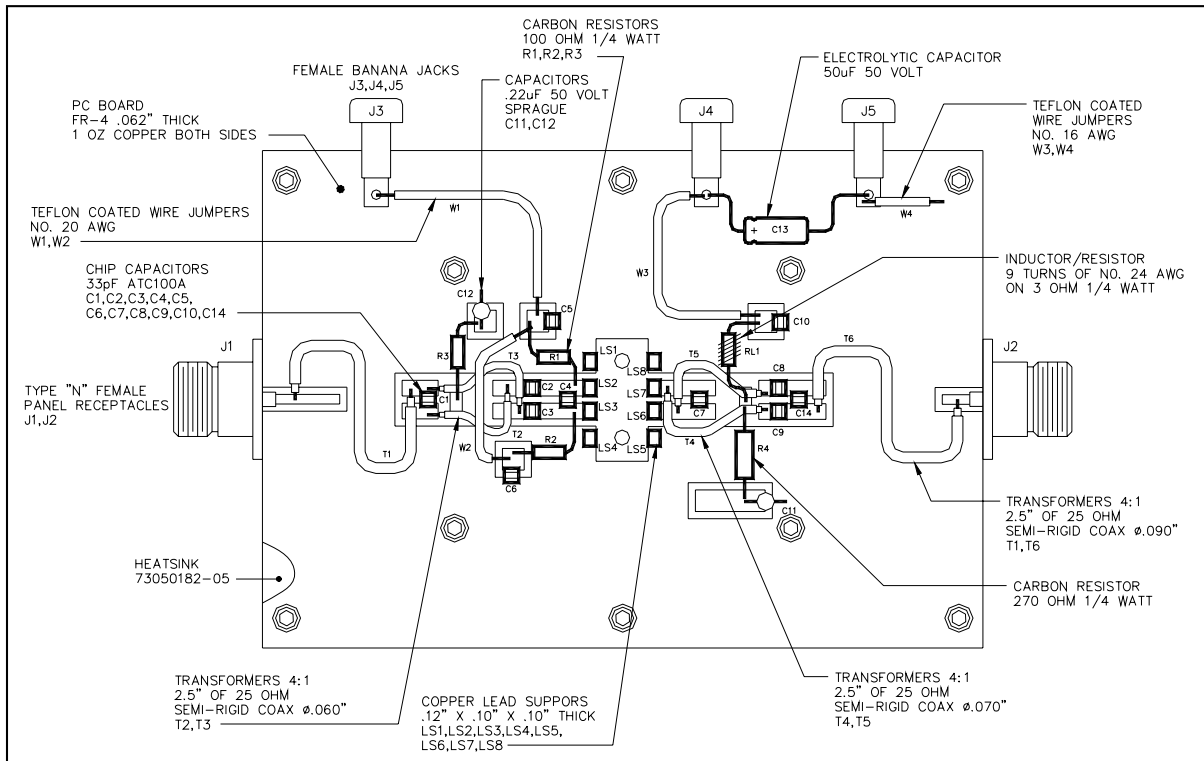 CARBON RESISTORS
100 OHM 1/4 WATT
R1,R2,R3
FEMALE BANANA JACKS
J3,J4,J5
CAPACITORS
.22uF 50 VOLT
SPRAGUE
C11,C12
ELECTROLYTIC CAPACITOR
50uF 50 VOLT
PC BOARD
FR-4 .062" THICK
1 OZ COPPER BOTH SIDES
TEFLON COATED
WIRE JUMPERS
NO. 16 AWG
W3,W4
J3
J4
J5
TEFLON COATED WIRE JUMPERS
NO. 20 AWG
W1,W2
W1
W4
+ C13
CHIP CAPACITORS
33pF ATC100A
C1,C2,C3,C4,C5,
C6,C7,C8,C9,C10,C14
INDUCTOR/RESISTOR
9 TURNS OF NO. 24 AWG
ON 3 OHM 1/4 WATT
W3
C12
C5
C10
J1
R3
R1
LS1
RL1
T6
J2
T3
LS8
T5
TYPE "N" FEMALE
PANEL RECEPTACLES
J1,J2
C1
C2
C4
LS2
LS7
C8
C3
LS3
LS6
C7
C14
T1
W2
T2
R2
LS4
LS5
T4
C9
R4
C6
C11
TRANSFORMERS 4:1
2.5" OF 25 OHM
SEMI-RIGID COAX ø.090"
T1,T6
HEATSINK
73050182-05
CARBON RESISTOR
270 OHM 1/4 WATT
TRANSFORMERS 4:1
2.5" OF 25 OHM
SEMI-RIGID COAX ø.060"
T2,T3
COPPER LEAD SUPPORS
.12" X .10" X .10" THICK
LS1,LS2,LS3,LS4,LS5,
LS6,LS7,LS8
TRANSFORMERS 4:1
2.5" OF 25 OHM
SEMI-RIGID COAX ø.070"
T4,T5